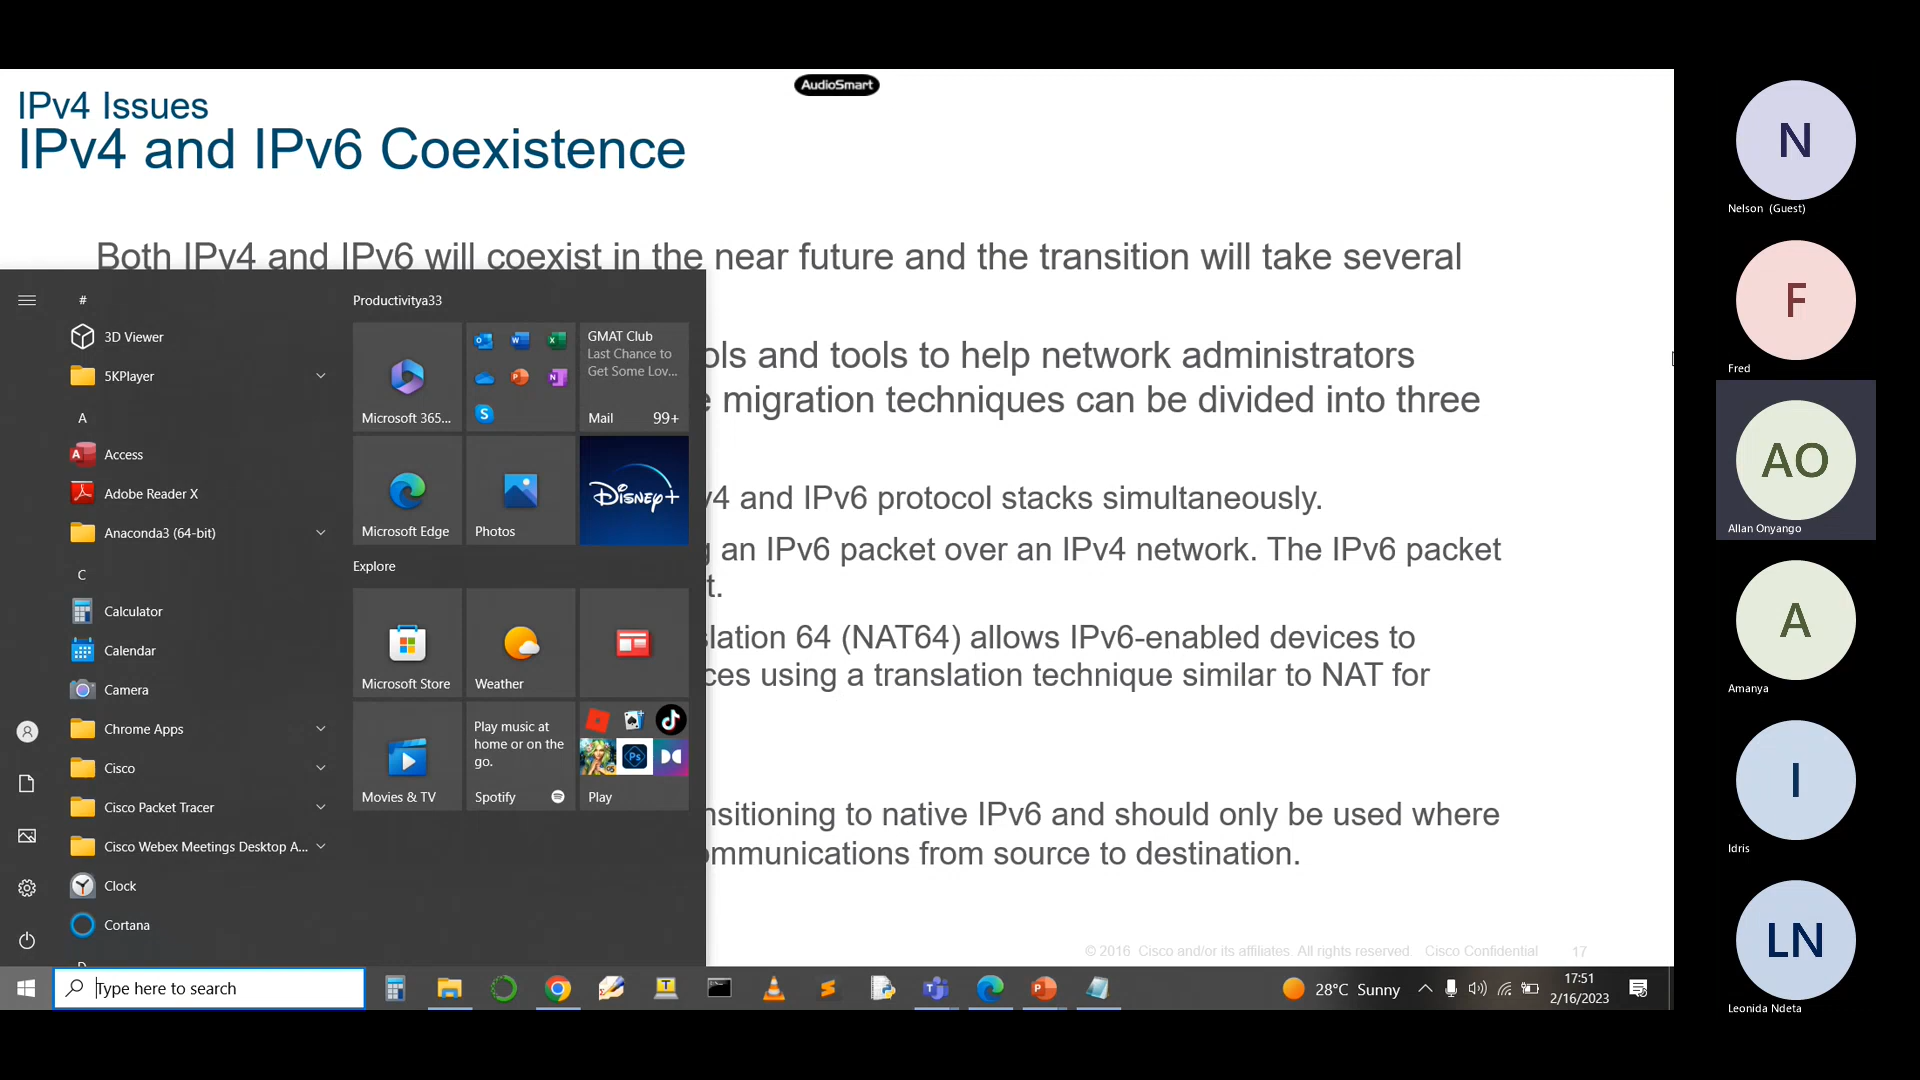 AudioSmart
IPv4 Issues
IPv4 and IPv6 Coexistence
Both IPv4 and IPv6 will coexist in the near future and the transition will take several
ols and tools to help network administrators
migration techniques can be divided into three
v4 and IPv6 protocol stacks simultaneously.
g an IPv6 packet over an IPv4 network. The IPv6 packet
t.
slation 64 (NAT64) allows IPv6-enabled devices to
ces using a translation technique similar to NAT for
nsitioning to native IPv6 and should only be used where
ommunications from source to destination.
© 2016 Cisco and/or its affiliates. All rights reserved. Cisco Confidential 17
#
3D Viewer
5KPlayer
A
Access
Adobe Reader X
Anaconda3 (64-bit)
C
Calculator
Calendar
Camera
Chrome Apps
Cisco
Cisco Packet Tracer
Cisco Webex Meetings Desktop A...
Clock
Cortana
Productivitya33
Microsoft 365...
GMAT Club
Last Chance to
Get Some Lov...
Mail 99+
Microsoft Edge
Photos
Disney+
Explore
Microsoft Store
Weather
Movies & TV
Play music at
home or on the
go.
Spotify
Play
Type here to search
28°C Sunny
17:51
2/16/2023
N
Nelson (Guest)
F
Fred
AO
Allan Onyango
A
Amanya
I
Idris
LN
Leonida Ndeta